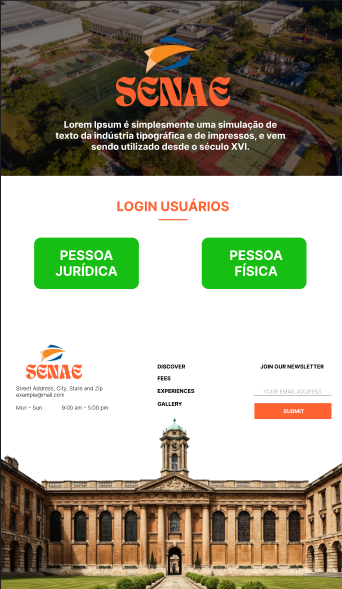 SENAE
Lorem Ipsum é simplesmente uma simulação de
texto da indústria tipográfica e de impressos, e vem
sendo utilizado desde o século XVI.
LOGIN USUÁRIOS
PESSOA
JURÍDICA
PESSOA
FÍSICA
SENAE
Street Address, City, State and Zip
example@mail.com
Mon - Sun 9:00 am - 5:00 pm
DISCOVER
FEES
EXPERIENCES
GALLERY
JOIN OUR NEWSLETTER
YOUR EMAIL ADDRESS
SUBMIT